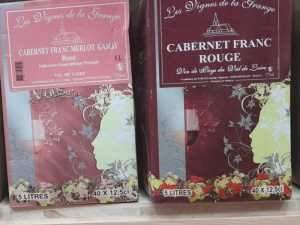 Les Vignes de la Grange
CABERNET FRANC MERLOT GAMAY
Rosé
5 L
VAL DE LOIRE
5 LITRES
40 X 12,5cl
Les Vignes de la Grange
CABERNET FRANC
ROUGE
Vin de Pays du Val de Loire
5 LITRES
40 X 12,5cl